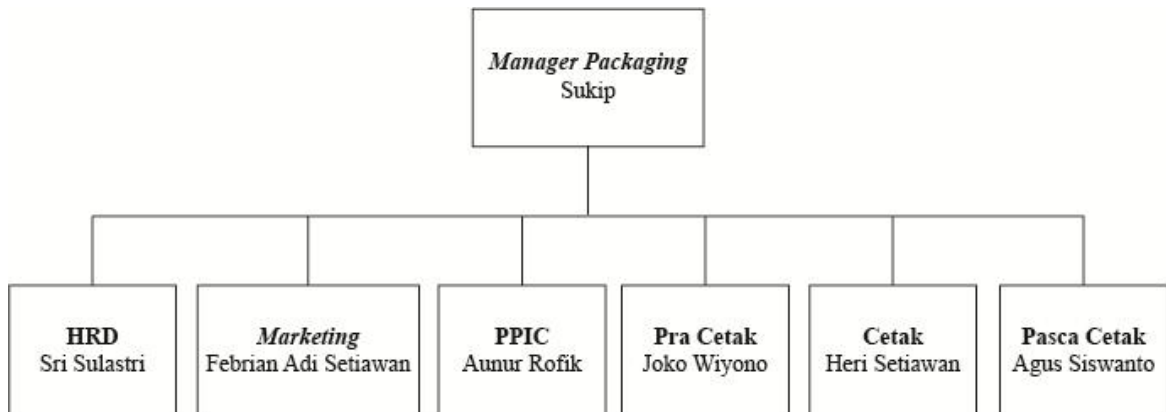 Manager Packaging
Sukip
HRD
Sri Sulastri
Marketing
Febrian Adi Setiawan
PPIC
Aunur Rofik
Pra Cetak
Joko Wiyono
Cetak
Heri Setiawan
Pasca Cetak
Agus Siswanto